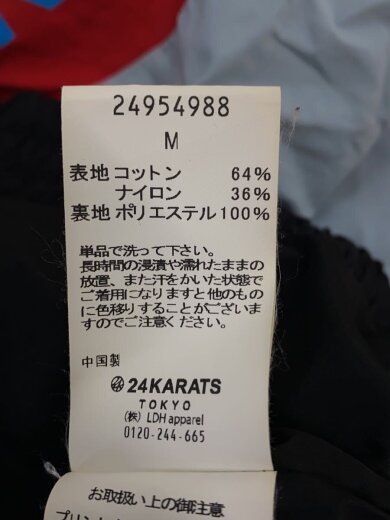 24954988
M
表地 コットン 64%
ナイロン 36%
裏地 ポリエステル 100%
単品で洗って下さい。
長時間の浸漬や濡れたままの
放置、また汗をかいた状態で
ご着用になりますと他のもの
に色移りすることがございま
すのでご注意ください。
中国製
24KARATS
TOKYO
(株) LDH apparel
0120-244-665
お取扱い上の御注意